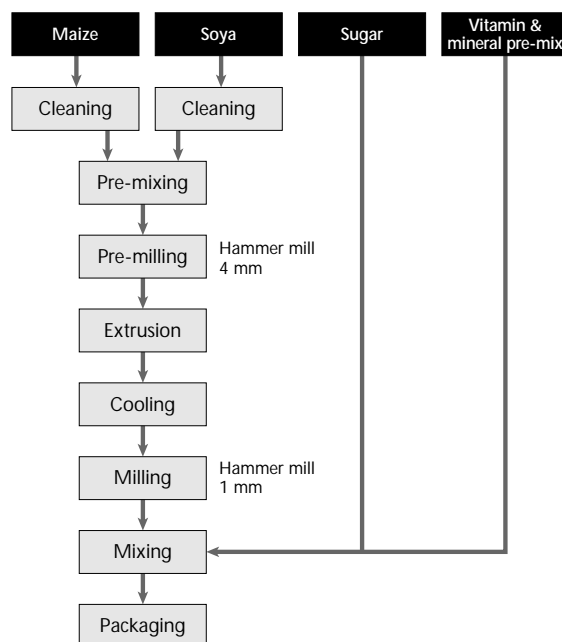 Maize
Soya
Sugar
Vitamin &
mineral pre-mix
Cleaning
Cleaning
Pre-mixing
Pre-milling
Hammer mill
4 mm
Extrusion
Cooling
Milling
Hammer mill
1 mm
Mixing
Packaging